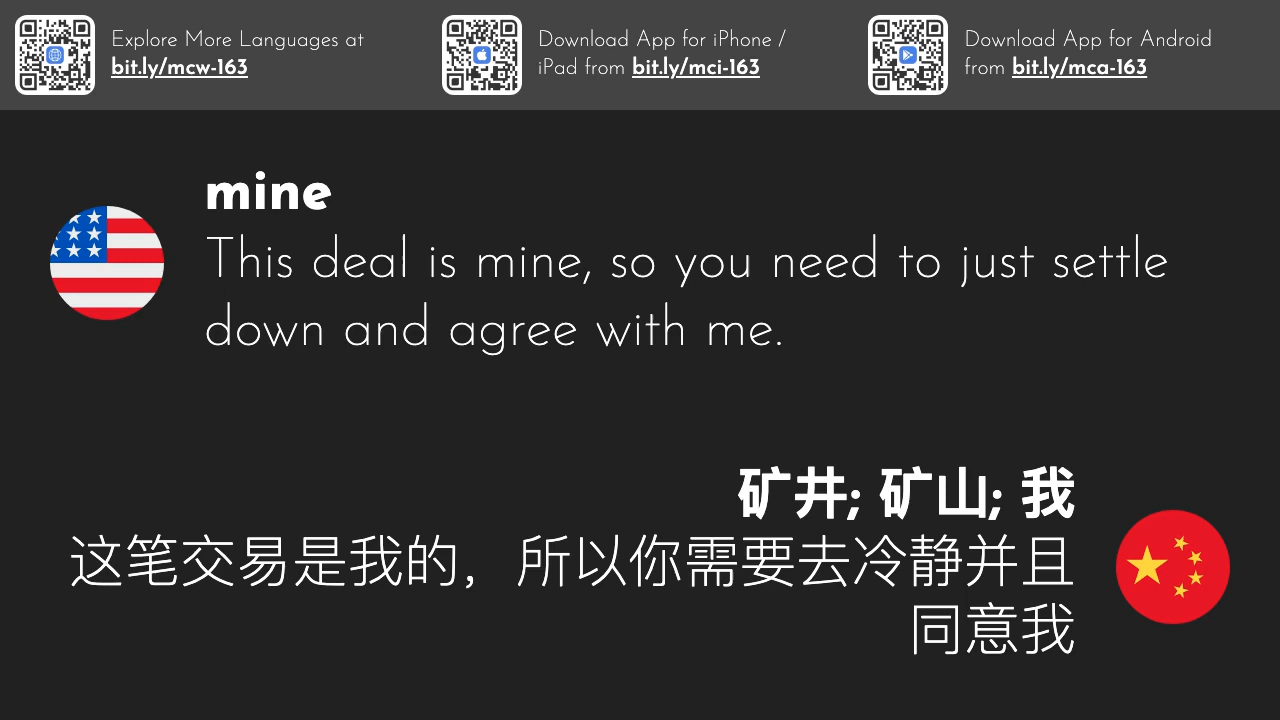 Explore More Languages at
bit.ly/mcw-163
Download App for iPhone /
iPad from bit.ly/mci-163
Download App for Android
from bit.ly/mca-163
mine
This deal is mine, so you need to just settle
down and agree with me.
矿井; 矿山; 我
这笔交易是我的，所以你需要去冷静并且
同意我